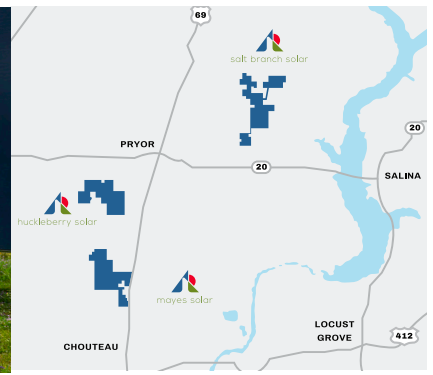 69
salt branch solar
20
PRYOR
20
SALINA
huckleberry solar
mayes solar
LOCUST
GROVE
412
CHOUTEAU